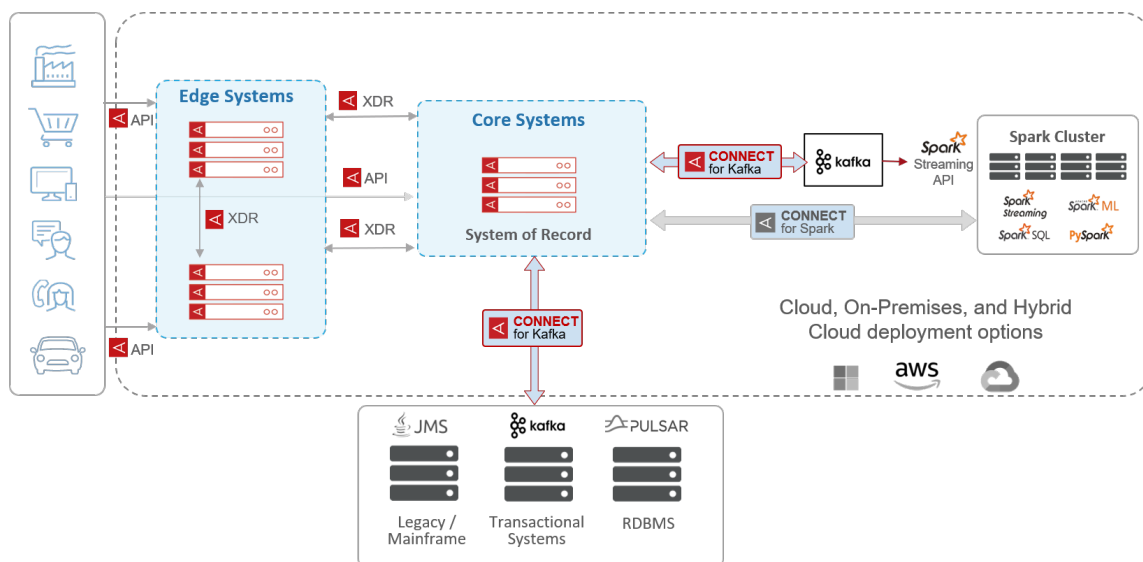 API
API
Edge Systems
XDR
XDR
API
XDR
Core Systems
System of Record
CONNECT
for Kafka
kafka
Spark
Streaming
API
CONNECT
for Spark
Spark Cluster
Spark
Streaming
Spark ML
Spark SQL
PySpark
CONNECT
for Kafka
Cloud, On-Premises, and Hybrid
Cloud deployment options
aws
JMS
kafka
PULSAR
Legacy /
Mainframe
Transactional
Systems
RDBMS